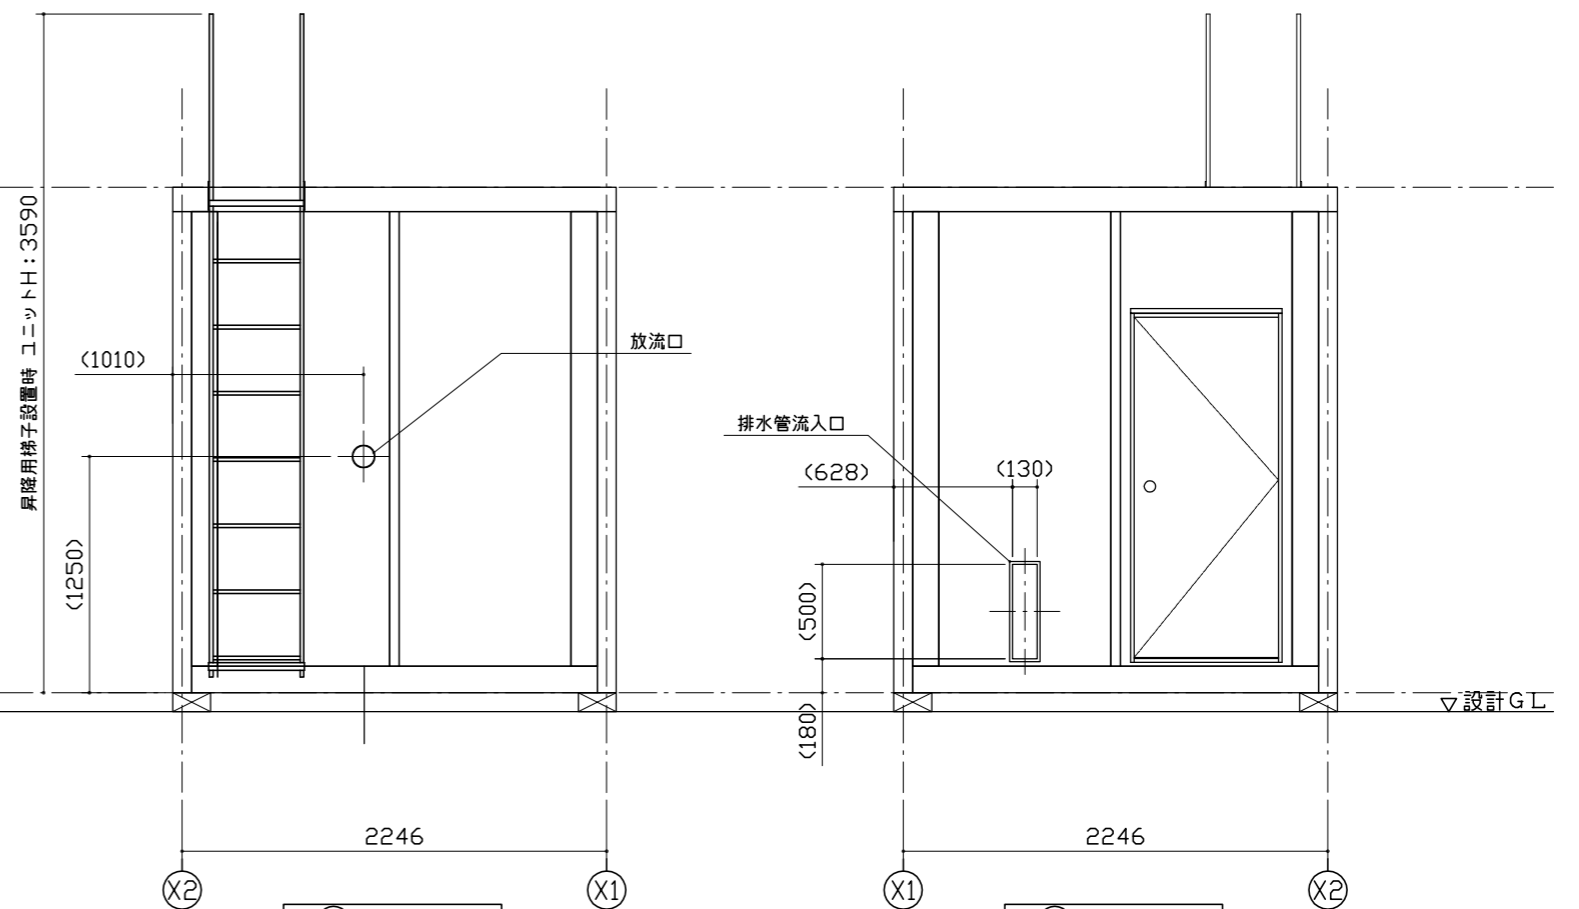 昇降用梯子設置時 ユニットH:3590
(1010)
放流口
(1250)
2246
X2
X1
排水管流入口
(628)
(130)
(500)
(180)
▽設計GL
2246
X1
X2